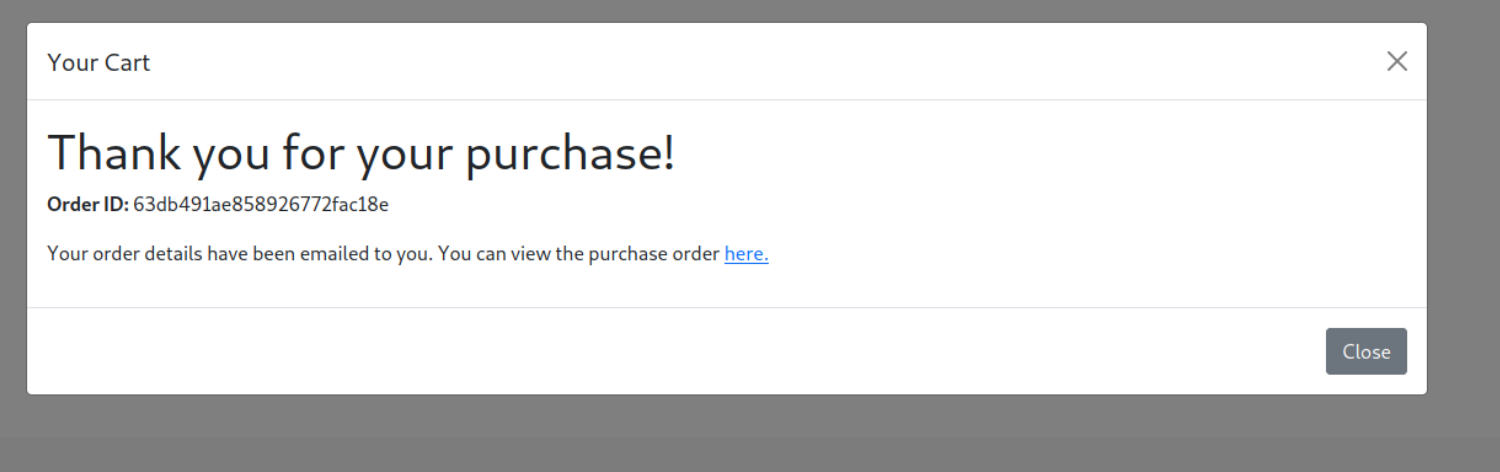 Your Cart
Thank you for your purchase!
Order ID: 63db491ae858926772fac18e
Your order details have been emailed to you. You can view the purchase order here.
Close